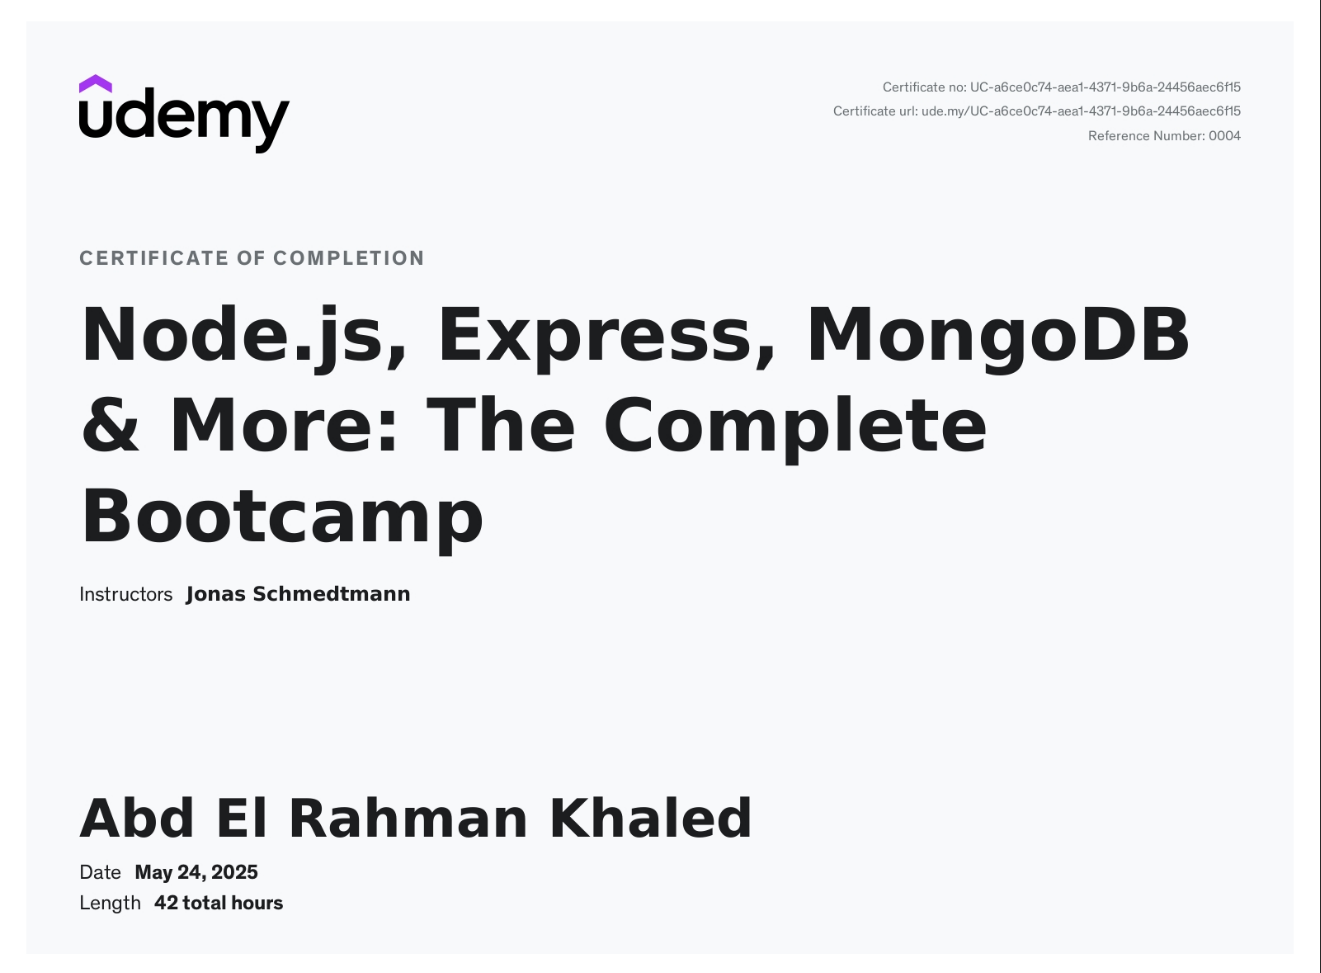 udemy
Certificate no: UC-a6ce0c74-aea1-4371-9b6a-24456aec6f15
Certificate url: ude.my/UC-a6ce0c74-aea1-4371-9b6a-24456aec6f15
Reference Number: 0004
CERTIFICATE OF COMPLETION
Node.js, Express, MongoDB
& More: The Complete
Bootcamp
Instructors Jonas Schmedtmann
Abd El Rahman Khaled
Date May 24, 2025
Length 42 total hours